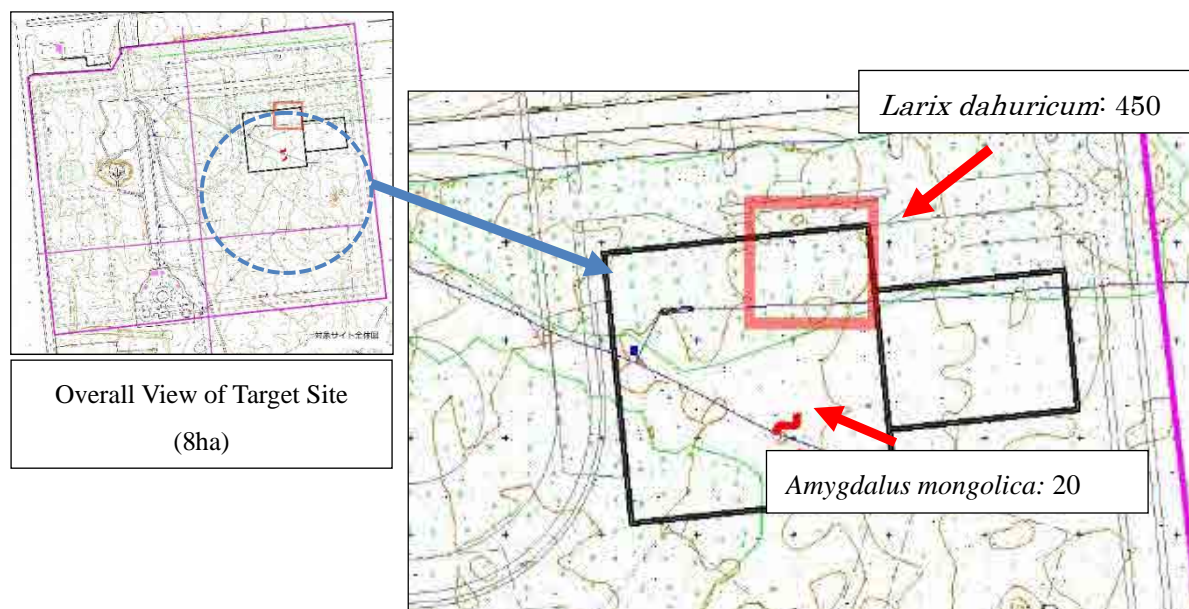 対象サイト全体図
Overall View of Target Site
(8ha)
Larix dahuricum: 450
Amygdalus mongolica: 20